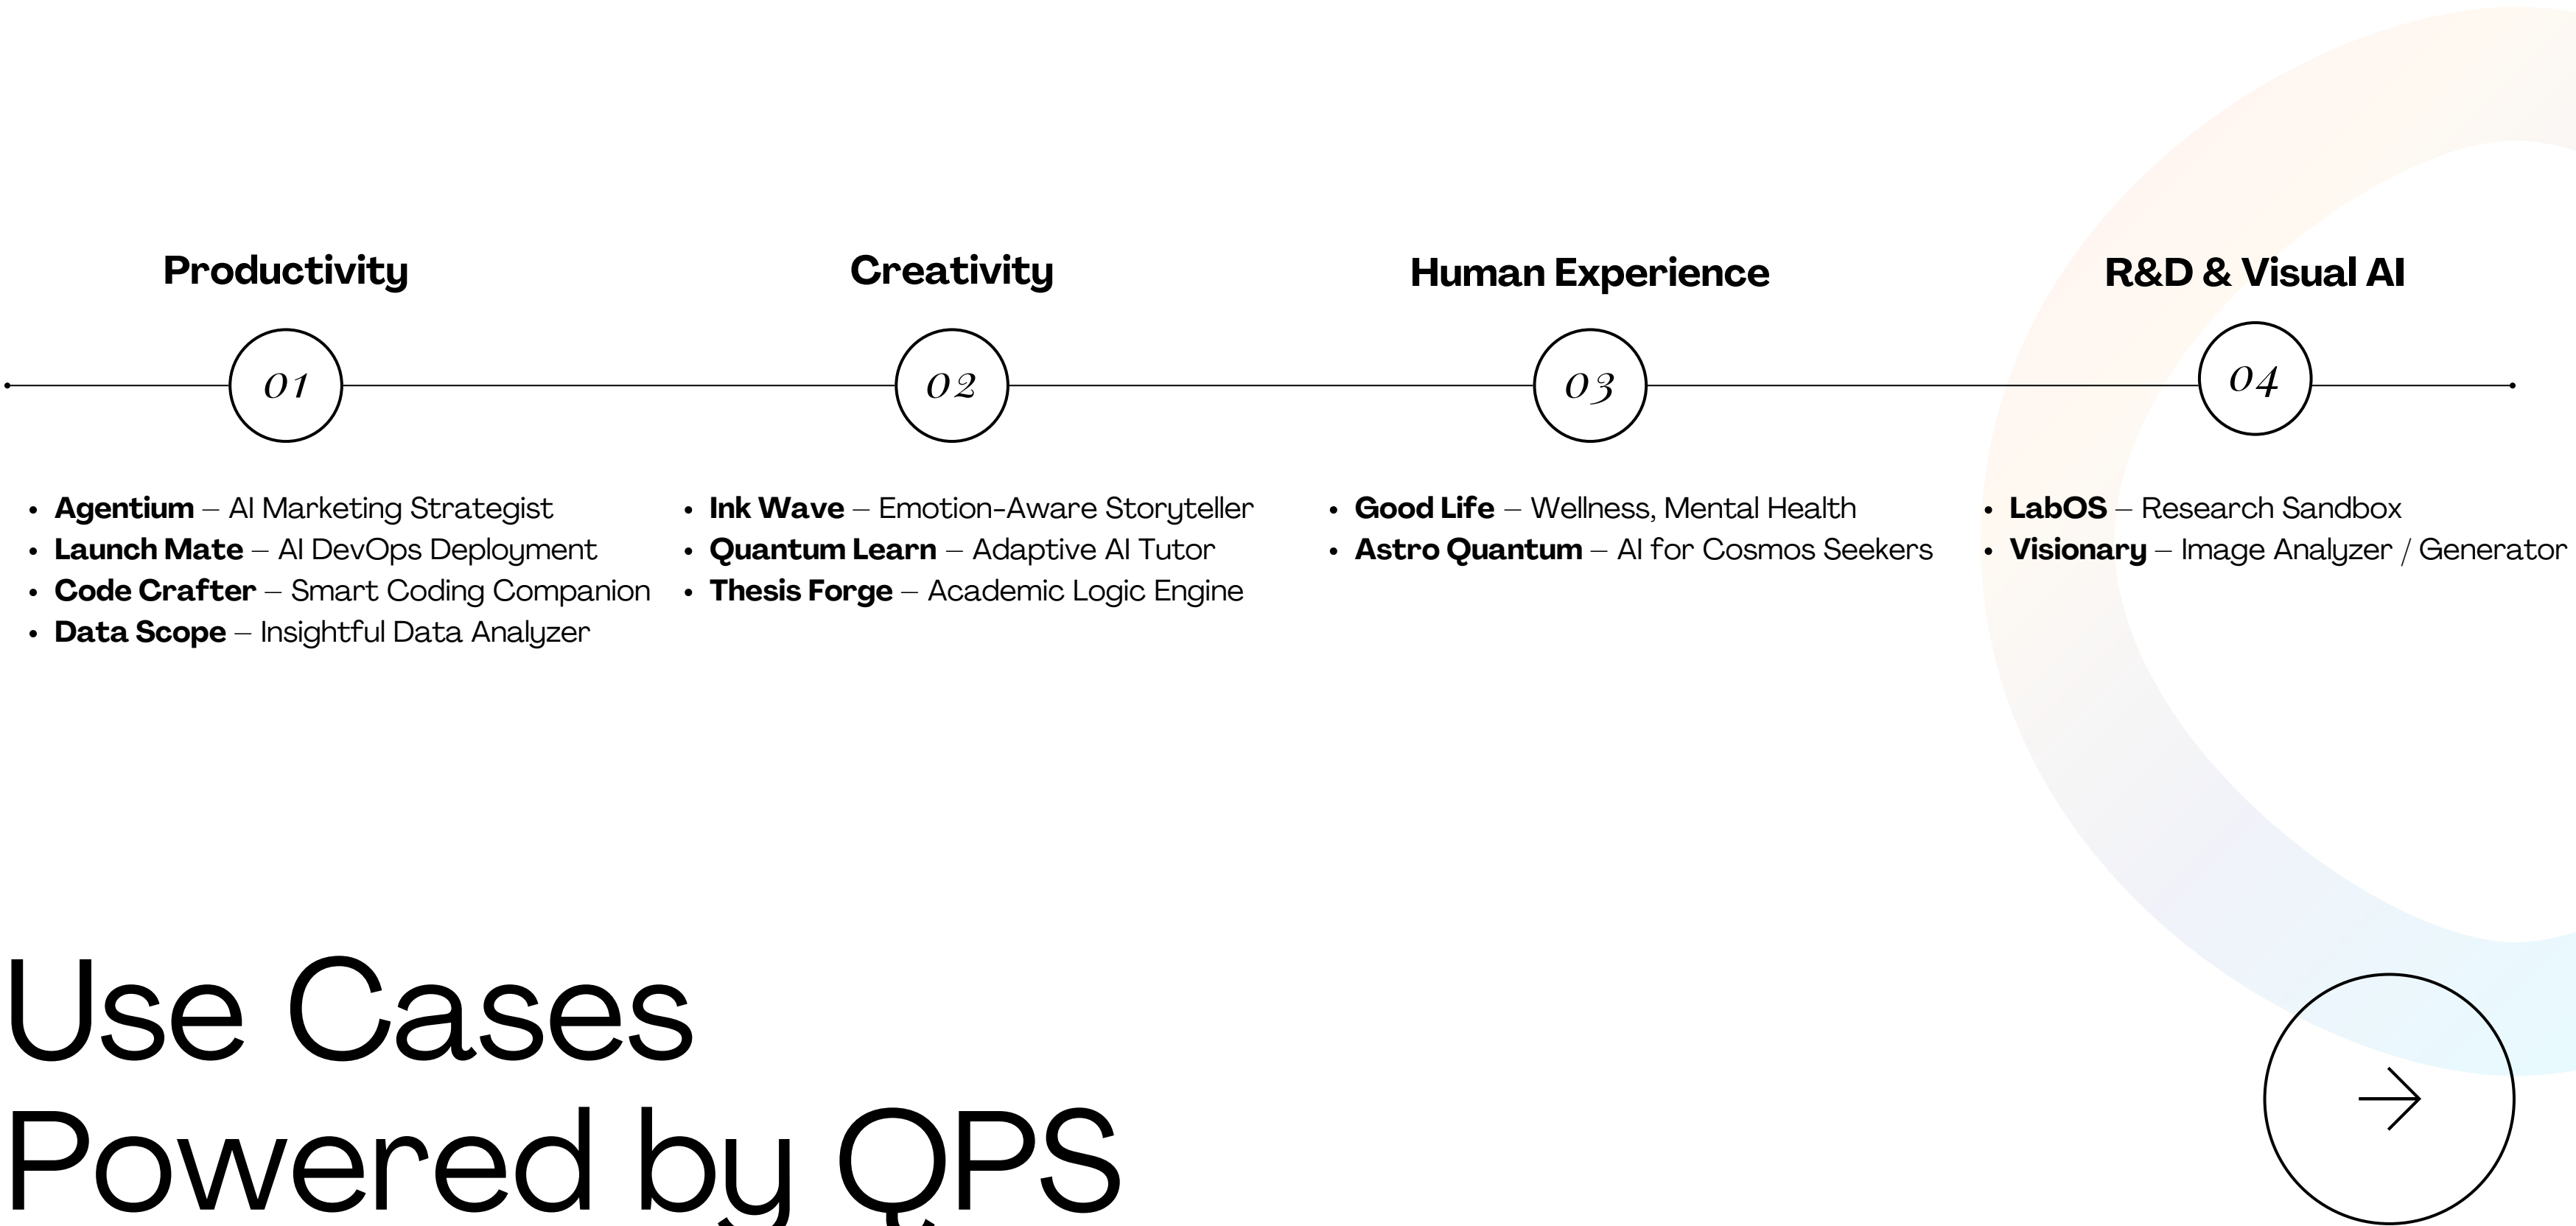 Productivity
01
• Agentium – AI Marketing Strategist
• Launch Mate – AI DevOps Deployment
• Code Crafter – Smart Coding Companion
• Data Scope – Insightful Data Analyzer
Creativity
02
• Ink Wave – Emotion-Aware Storyteller
• Quantum Learn – Adaptive AI Tutor
• Thesis Forge – Academic Logic Engine
Human Experience
03
• Good Life – Wellness, Mental Health
• Astro Quantum – AI for Cosmos Seekers
R&D & Visual AI
04
• LabOS – Research Sandbox
• Visionary – Image Analyzer / Generator
Use Cases
Powered by QPS